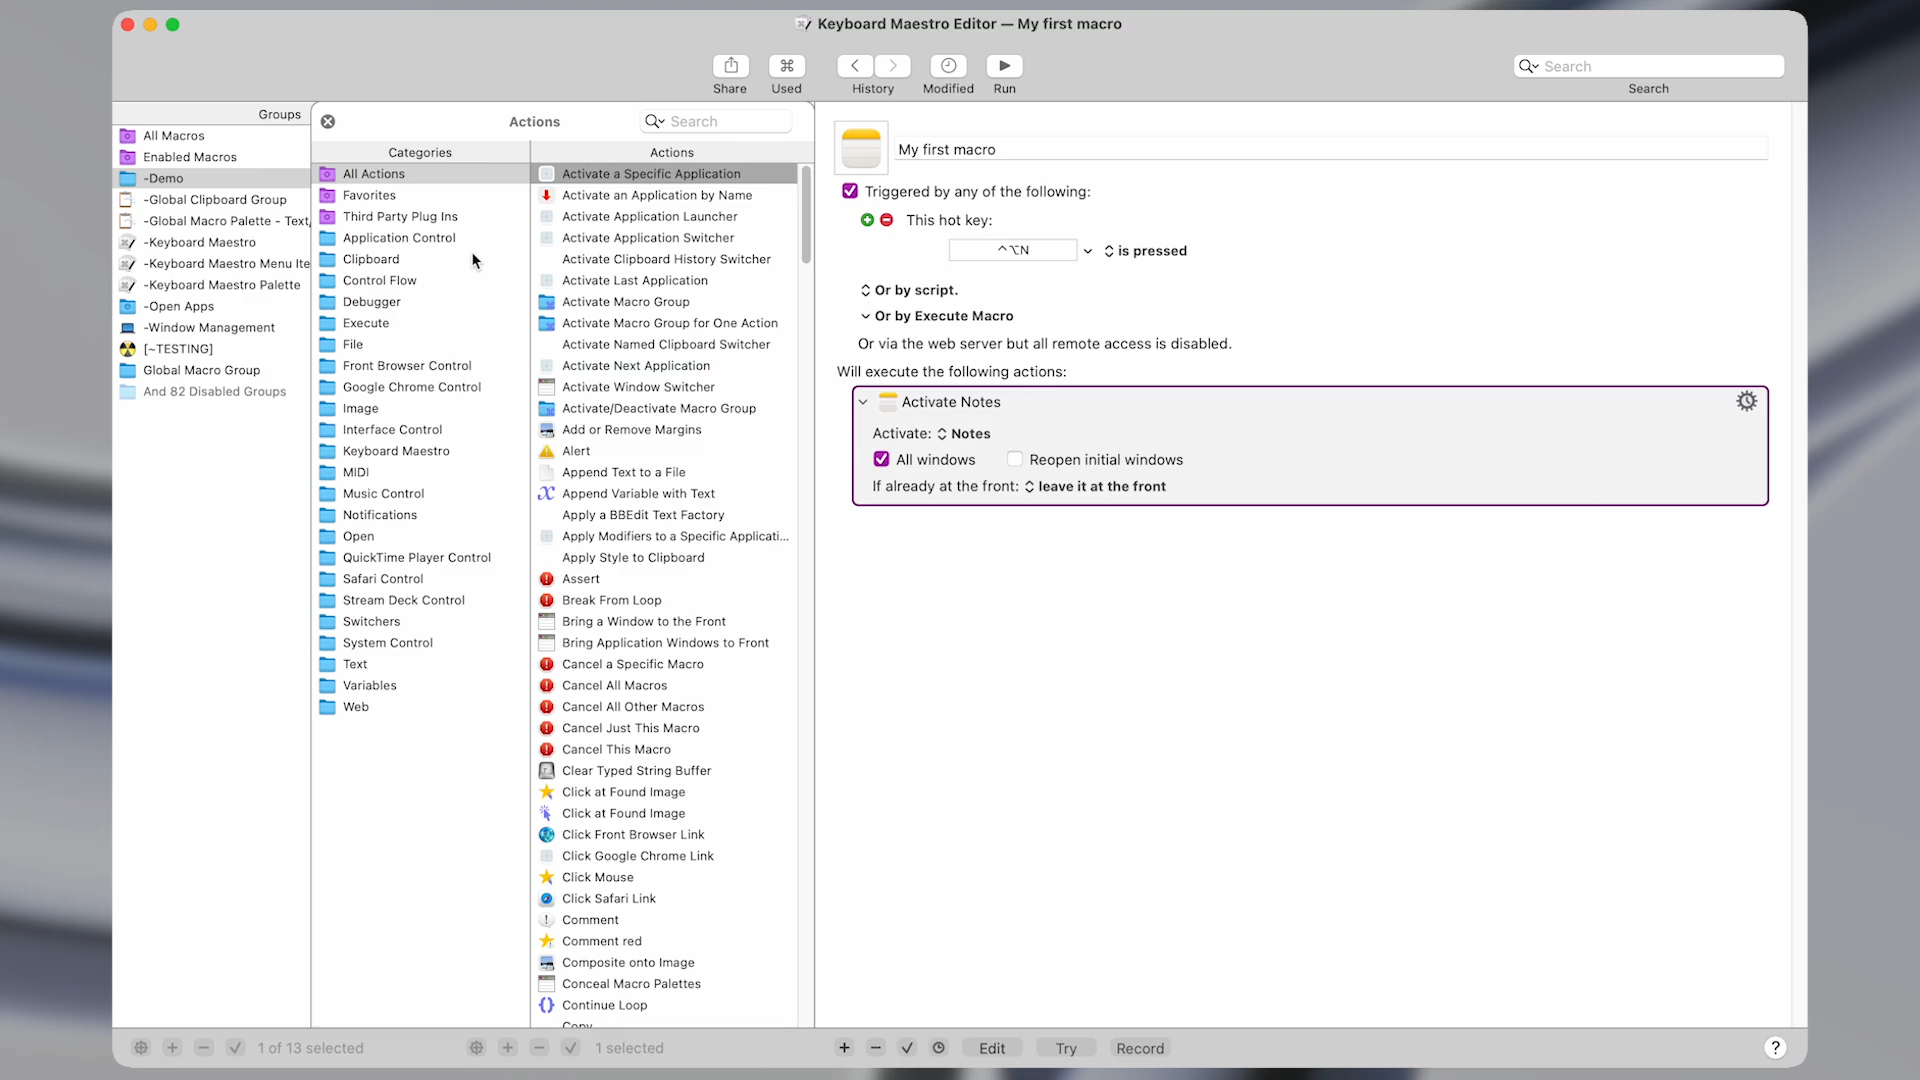 Keyboard Maestro Editor — My first macro
Share
Used
History
Modified
Run
Search
Search
Groups
All Macros
Enabled Macros
-Demo
-Global Clipboard Group
-Global Macro Palette - Text,
-Keyboard Maestro
-Keyboard Maestro Menu Ite
-Keyboard Maestro Palette
-Open Apps
-Window Management
[~TESTING]
Global Macro Group
And 82 Disabled Groups
Actions
Search
Categories
All Actions
Favorites
Third Party Plug Ins
Application Control
Clipboard
Control Flow
Debugger
Execute
File
Front Browser Control
Google Chrome Control
Image
Interface Control
Keyboard Maestro
MIDI
Music Control
Notifications
Open
QuickTime Player Control
Safari Control
Stream Deck Control
Switchers
System Control
Text
Variables
Web
Actions
Activate a Specific Application
Activate an Application by Name
Activate Application Launcher
Activate Application Switcher
Activate Clipboard History Switcher
Activate Last Application
Activate Macro Group
Activate Macro Group for One Action
Activate Named Clipboard Switcher
Activate Next Application
Activate Window Switcher
Activate/Deactivate Macro Group
Add or Remove Margins
Alert
Append Text to a File
Append Variable with Text
Apply a BBEdit Text Factory
Apply Modifiers to a Specific Applicati...
Apply Style to Clipboard
Assert
Break From Loop
Bring a Window to the Front
Bring Application Windows to Front
Cancel a Specific Macro
Cancel All Macros
Cancel All Other Macros
Cancel Just This Macro
Cancel This Macro
Clear Typed String Buffer
Click at Found Image
Click at Found Image
Click Front Browser Link
Click Google Chrome Link
Click Mouse
Click Safari Link
Comment
Comment red
Composite onto Image
Conceal Macro Palettes
Continue Loop
Copy
My first macro
Triggered by any of the following:
This hot key:
⌃⌥N is pressed
Or by script.
Or by Execute Macro
Or via the web server but all remote access is disabled.
Will execute the following actions:
Activate Notes
Activate: Notes
All windows Reopen initial windows
If already at the front: leave it at the front
1 of 13 selected
1 selected
Edit
Try
Record
?